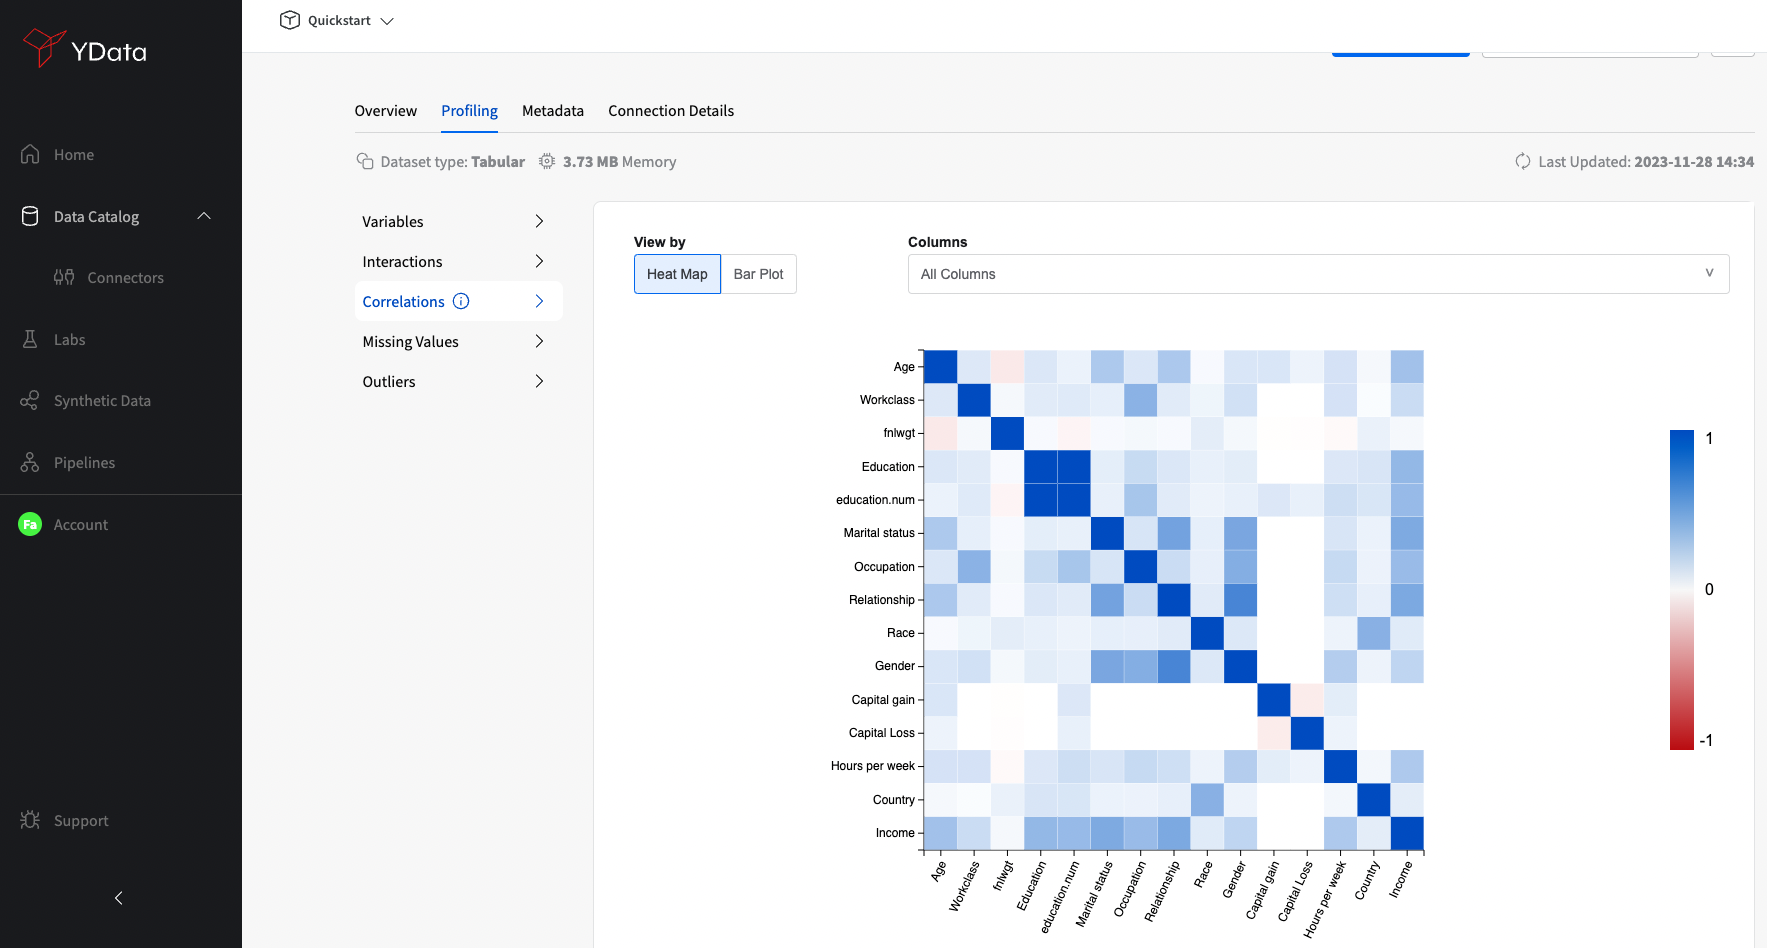 YData
Quickstart
Home
Data Catalog
Connectors
Labs
Synthetic Data
Pipelines
Fa Account
Support
Overview Profiling Metadata Connection Details
Dataset type: Tabular 3.73 MB Memory Last Updated: 2023-11-28 14:34
Variables
Interactions
Correlations
Missing Values
Outliers
View by Columns
Heat Map Bar Plot All Columns
Age
Workclass
fnlwgt
Education
education.num
Marital status
Occupation
Relationship
Race
Gender
Capital gain
Capital Loss
Hours per week
Country
Income
Age Workclass fnlwgt Education education.num Marital status Occupation Relationship Race Gender Capital gain Capital Loss Hours per week Country Income
1
0
-1